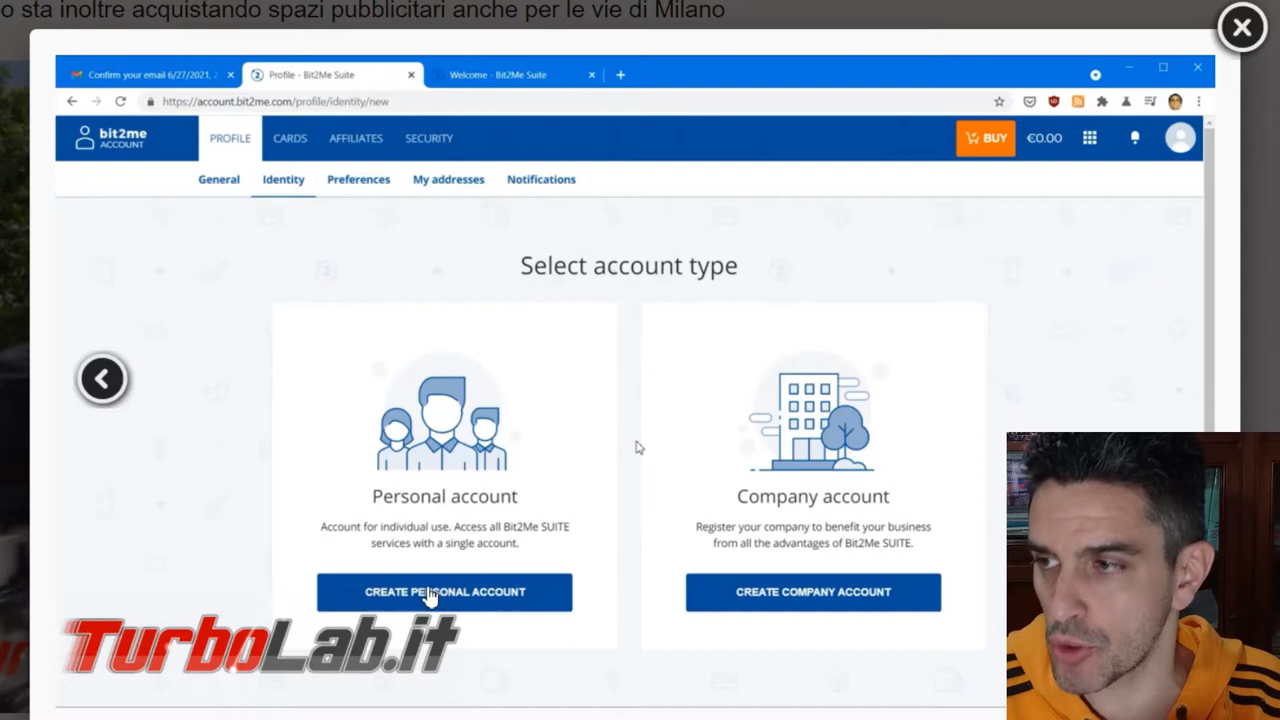 o sta inoltre acquistando spazi pubblicitari anche per le vie di Milano
Confirm your email 6/27/2021, 2
Profile - Bit2Me Suite
Welcome - Bit2Me Suite
https://account.bit2me.com/profile/identity/new
bit2me
ACCOUNT
PROFILE
CARDS
AFFILIATES
SECURITY
BUY
€0.00
General
Identity
Preferences
My addresses
Notifications
Select account type
Personal account
Company account
Account for individual use. Access all Bit2Me SUITE
services with a single account.
Register your company to benefit your business
from all the advantages of Bit2Me SUITE.
CREATE PERSONAL ACCOUNT
CREATE COMPANY ACCOUNT
TurboLab.it